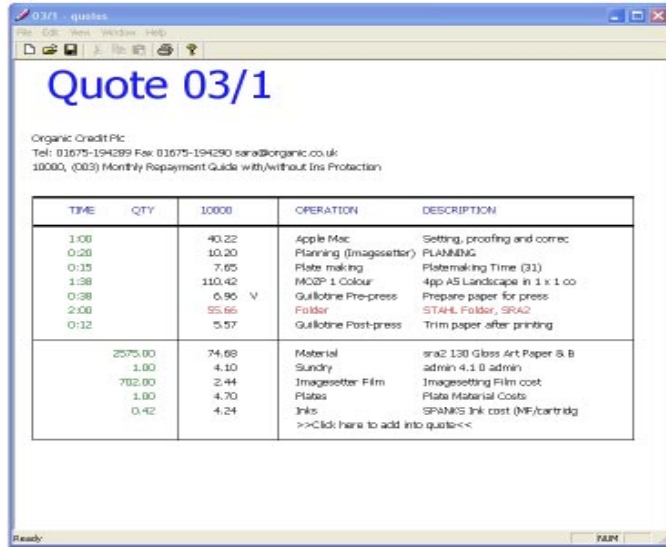 03/1 - quotes
File Edit View Window Help
Quote 03/1
Organic Credit Plc
Tel: 01675-194289 Fax 01675-194290 sara@organic.co.uk
10000, (003) Monthly Repayment Guide with/without Ins Protection
TIME QTY 10000 OPERATION DESCRIPTION
1:00 40.22 Apple Mac Setting, proofing and correc
0:20 10.20 Planning (Imagesetter) PLANNING
0:15 7.65 Plate making Platemaking Time (31)
1:38 110.42 MOZP 1 Colour 4pp A5 Landscape in 1 x 1 co
0:38 6.96 V Guillotine Pre-press Prepare paper for press
2:00 55.66 Folder STAHL Folder, SRA2
0:12 5.57 Guillotine Post-press Trim paper after printing
2575.00 74.68 Material sra2 130 Gloss Art Paper & B
1.00 4.10 Sundry admin 4.1 0 admin
702.00 2.44 Imagesetter Film Imagesetting Film cost
1.00 4.70 Plates Plate Material Costs
0.42 4.24 Inks SPANKS Ink cost (MF/cartridg
>>Click here to add into quote<<
Ready NUM